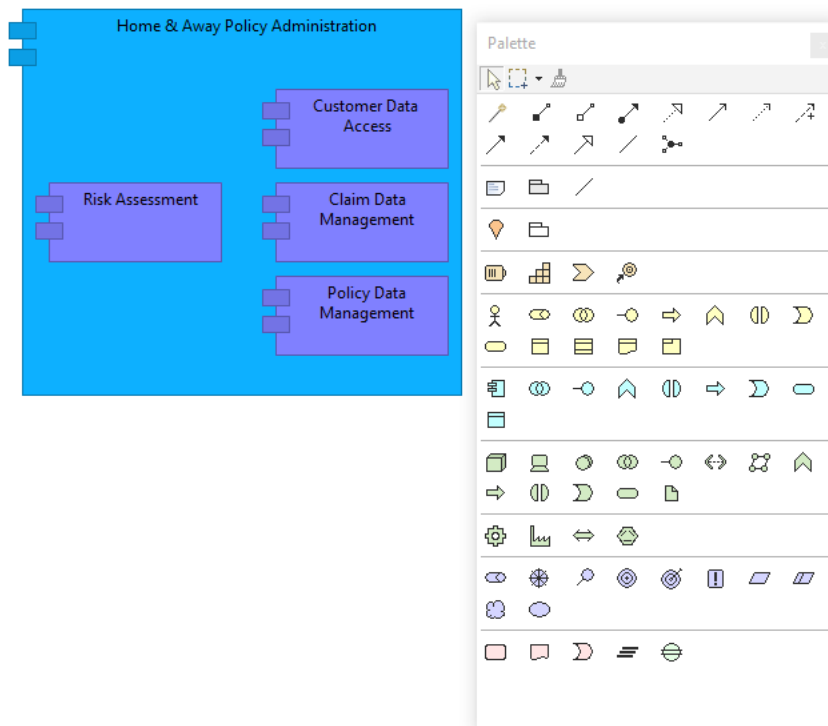 Home & Away Policy Administration
Palette
Customer Data
Access
Risk Assessment
Claim Data
Management
Policy Data
Management